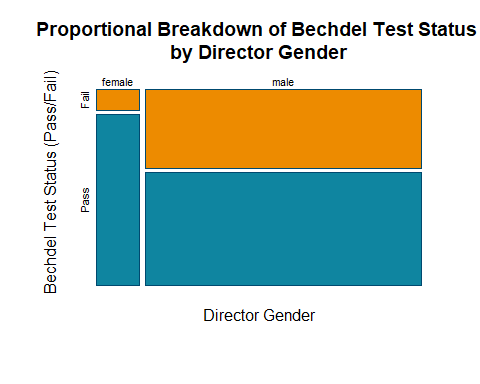 Proportional Breakdown of Bechdel Test Status
by Director Gender
female
male
Fail
Pass
Bechdel Test Status (Pass/Fail)
Director Gender